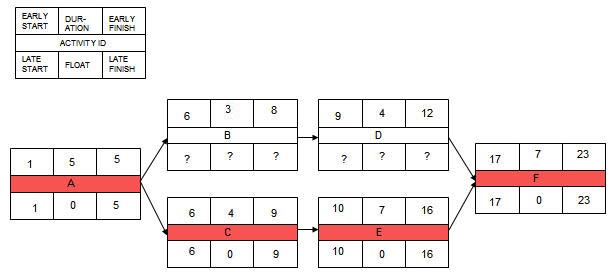 EARLY START DUR-ATION EARLY FINISH
ACTIVITY ID
LATE START FLOAT LATE FINISH
6 3 8
B
? ? ?
9 4 12
D
? ? ?
1 5 5
A
1 0 5
17 7 23
F
17 0 23
6 4 9
C
6 0 9
10 7 16
E
10 0 16